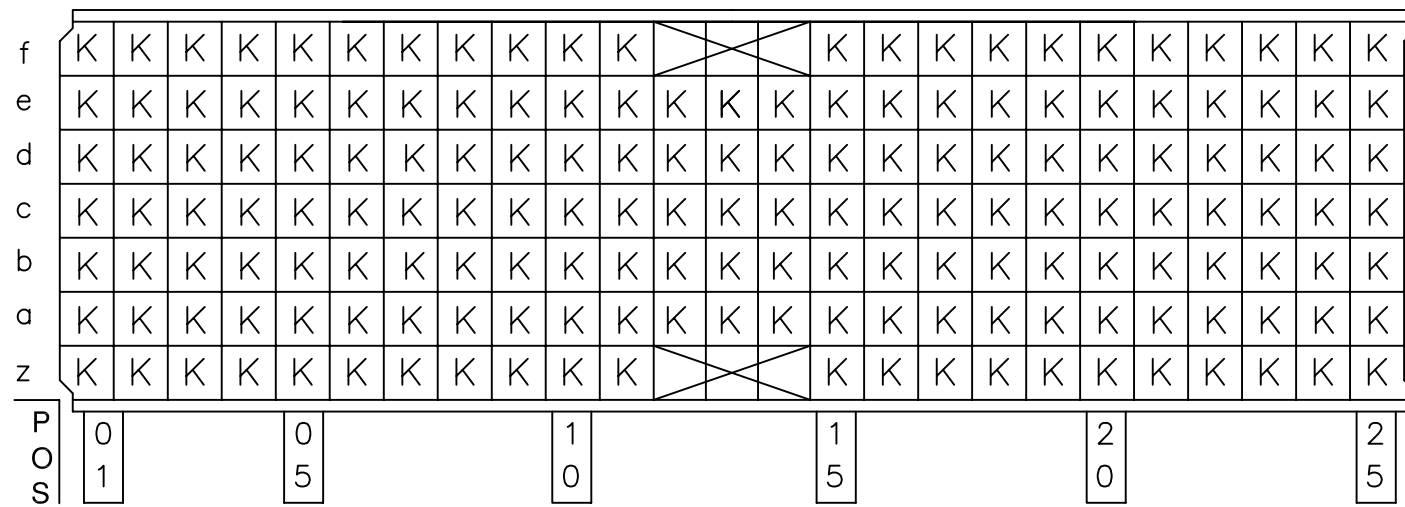 f K K K K K K K K K K K K K K K K K K K K K K
e K K K K K K K K K K K K K K K K K K K K K K K K K
d K K K K K K K K K K K K K K K K K K K K K K K K K
c K K K K K K K K K K K K K K K K K K K K K K K K K
b K K K K K K K K K K K K K K K K K K K K K K K K K
a K K K K K K K K K K K K K K K K K K K K K K K K K
z K K K K K K K K K K K K K K K K K K K K K K
POS 01 05 10 15 20 25